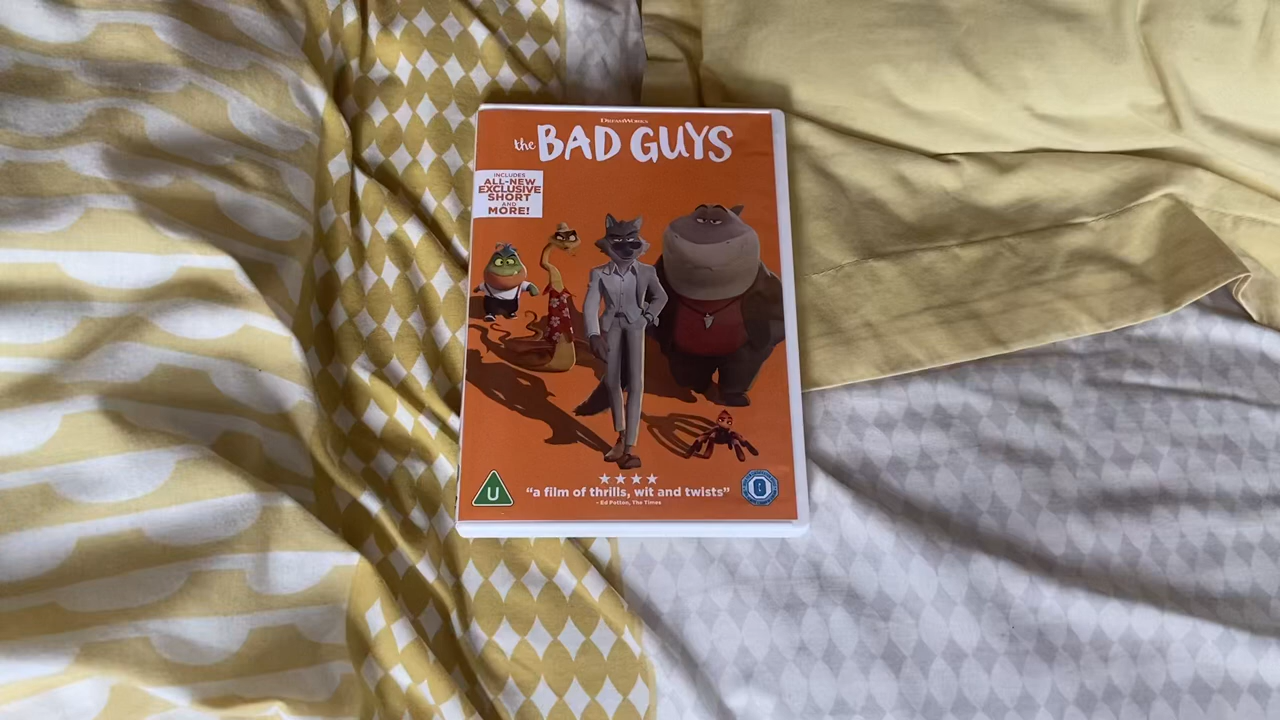 DREAMWORKS
the BAD GUYS
INCLUDES
ALL-NEW
EXCLUSIVE
SHORT
AND
MORE!
U
★★★★
“a film of thrills, wit and twists”
- Ed Potton, The Times